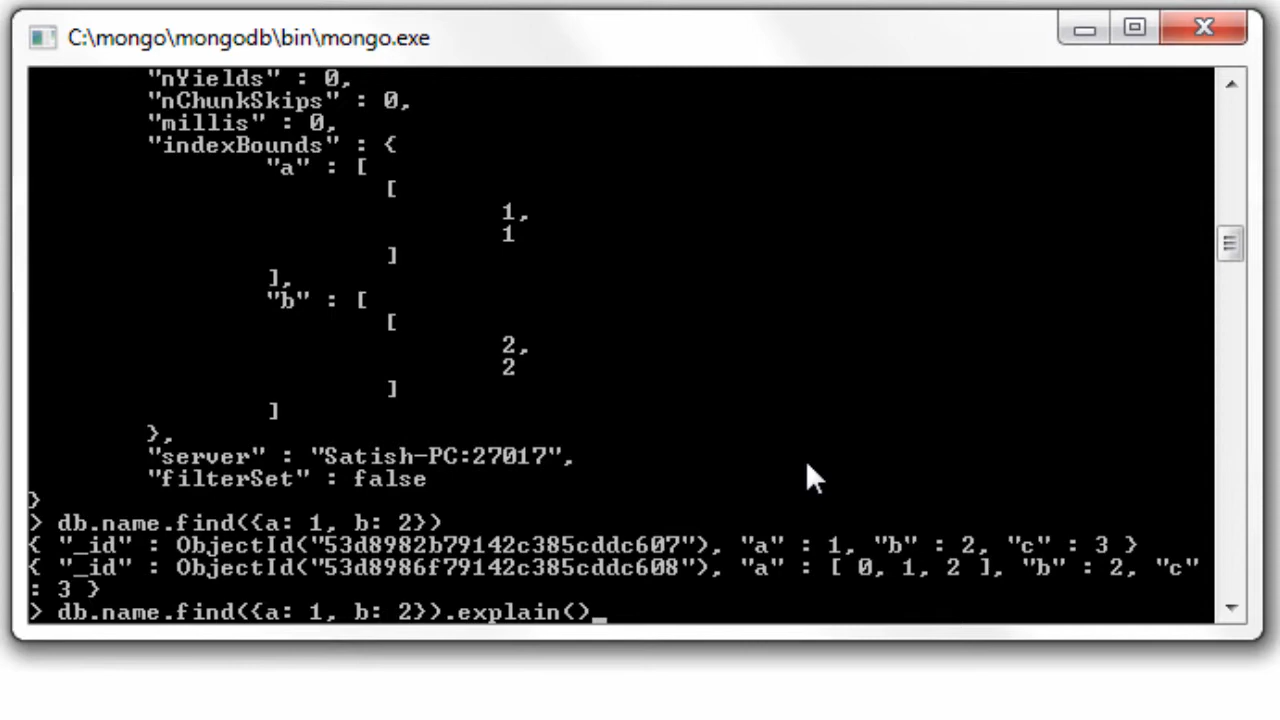 C:\mongo\mongodb\bin\mongo.exe
"nYields" : 0,
"nChunkSkips" : 0,
"millis" : 0,
"indexBounds" : {
"a" : [
[
1,
1
]
],
"b" : [
[
2,
2
]
]
},
"server" : "Satish-PC:27017",
"filterSet" : false
}
> db.name.find({a: 1, b: 2})
{ "_id" : ObjectId("53d8982b79142c385cddc607"), "a" : 1, "b" : 2, "c" : 3 }
{ "_id" : ObjectId("53d8986f79142c385cddc608"), "a" : [ 0, 1, 2 ], "b" : 2, "c"
: 3 }
> db.name.find({a: 1, b: 2}).explain()_